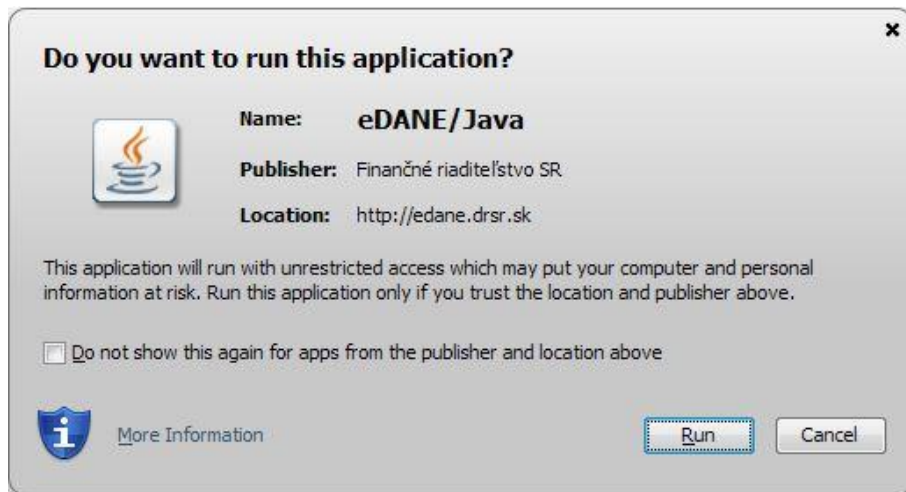 Do you want to run this application?
Name: eDANE/Java
Publisher: Finančné riaditeľstvo SR
Location: http://edane.drsr.sk
This application will run with unrestricted access which may put your computer and personal
information at risk. Run this application only if you trust the location and publisher above.
Do not show this again for apps from the publisher and location above
More Information
Run
Cancel